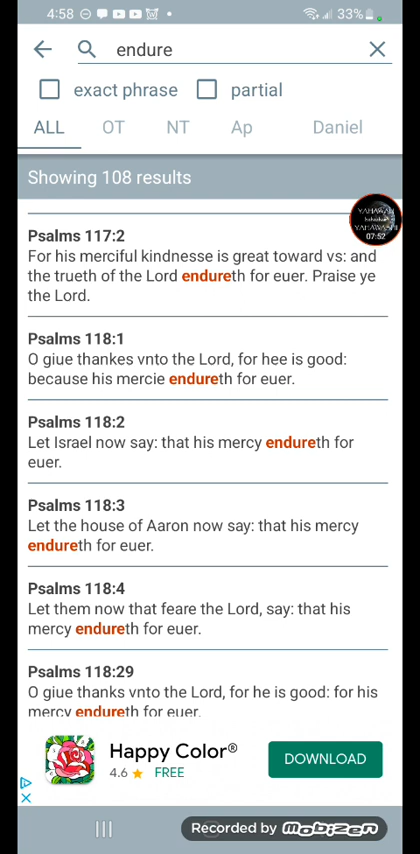 4:58
33%
endure
exact phrase partial
ALL OT NT Ap Daniel
Showing 108 results
YAHAWAH
YAHAWASHI
07:52
Psalms 117:2
For his merciful kindnesse is great toward vs: and
the trueth of the Lord endureth for euer. Praise ye
the Lord.
Psalms 118:1
O giue thankes vnto the Lord, for hee is good:
because his mercie endureth for euer.
Psalms 118:2
Let Israel now say: that his mercy endureth for
euer.
Psalms 118:3
Let the house of Aaron now say: that his mercy
endureth for euer.
Psalms 118:4
Let them now that feare the Lord, say: that his
mercy endureth for euer.
Psalms 118:29
O giue thanks vnto the Lord, for he is good: for his
mercy endureth for euer.
Happy Color®
DOWNLOAD
4.6 FREE
Recorded by mobizen